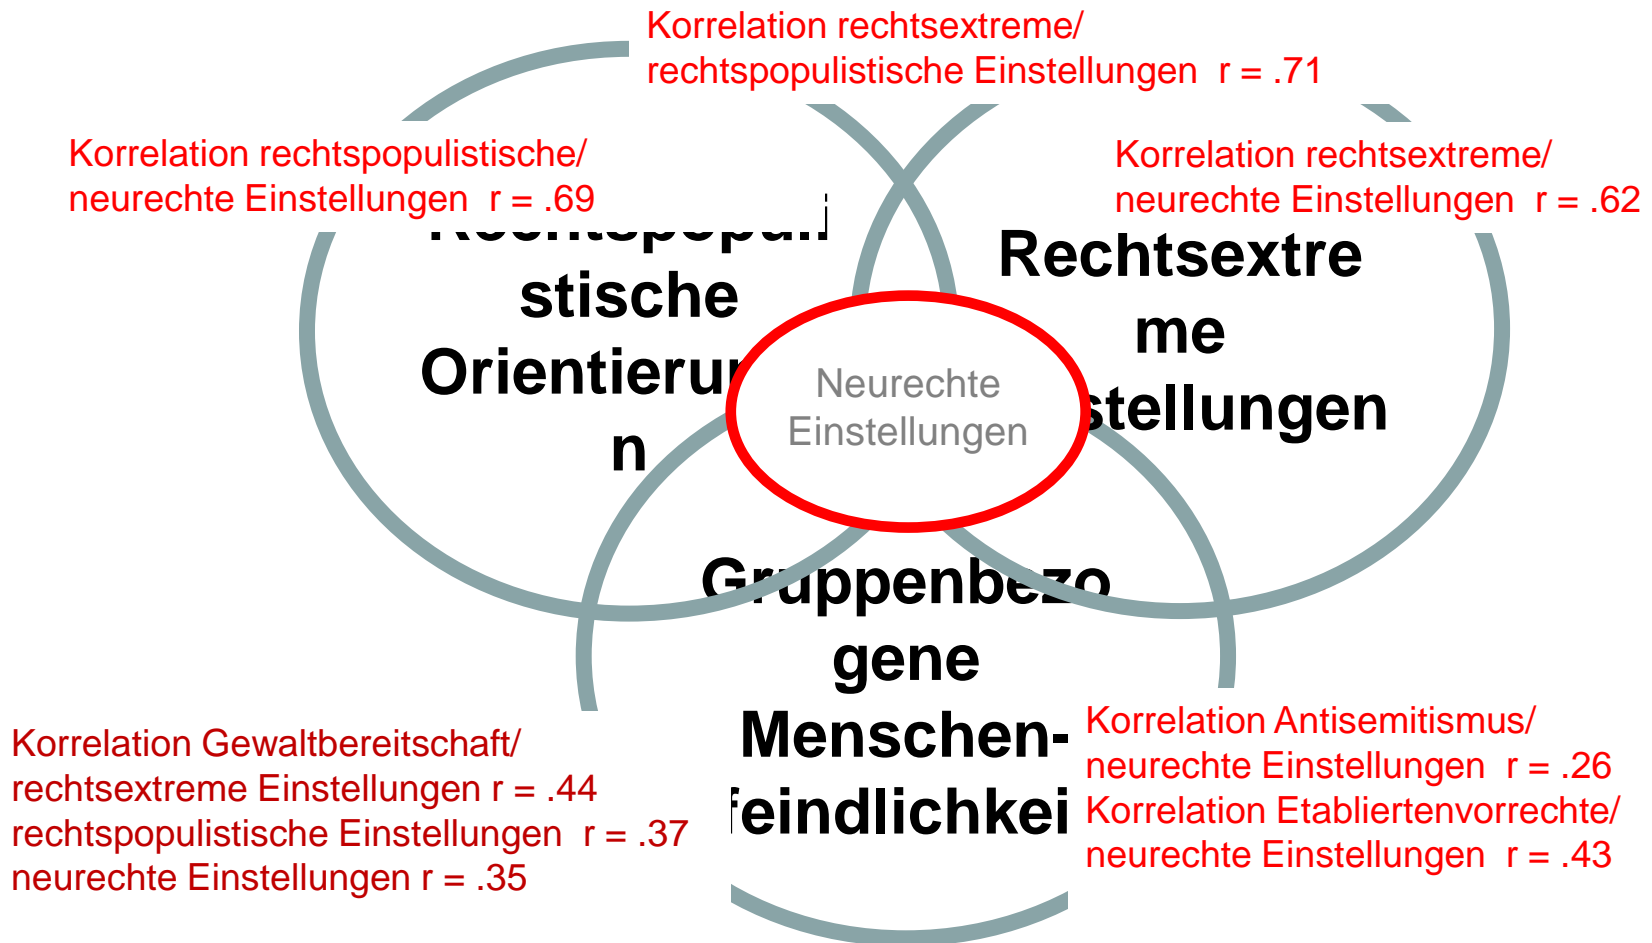 Korrelation rechtsextreme/
rechtspopulistische Einstellungen r = .71
Korrelation rechtspopulistische/
neurechte Einstellungen r = .69
Korrelation rechtsextreme/
neurechte Einstellungen r = .62
Rechtspopuli
stische
Orientierun
n
Rechtsextre
me
stellungen
Neurechte
Einstellungen
Gruppenbezo
gene
Menschen-
feindlichkei
Korrelation Gewaltbereitschaft/
rechtsextreme Einstellungen r = .44
rechtspopulistische Einstellungen r = .37
neurechte Einstellungen r = .35
Korrelation Antisemitismus/
neurechte Einstellungen r = .26
Korrelation Etabliertenvorrechte/
neurechte Einstellungen r = .43